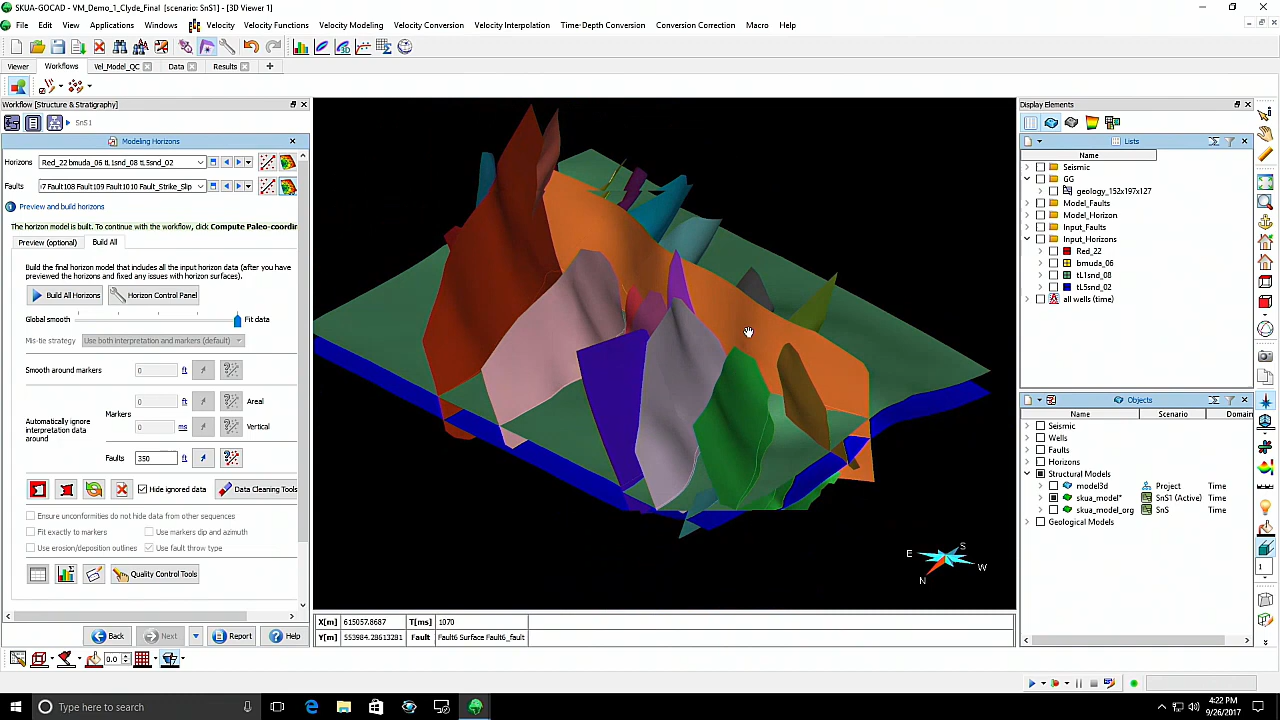 SKUA-GOCAD - VM_Demo_1_Clyde_Final [scenario: SnS1] - [3D Viewer 1]
File Edit View Applications Windows Velocity Velocity Functions Velocity Modeling Velocity Conversion Velocity Interpolation Time-Depth Conversion Conversion Correction Macro Help
Viewer Workflows Vel_Model_QC Data Results
Workflow [Structure & Stratigraphy]
SnS1
Modeling Horizons
Horizons Red_22 bmuda_06 tL1snd_08 tL5snd_02
Faults r7 Fault108 Fault109 Fault1010 Fault_Strike_Slip
Preview and build horizons
The horizon model is built. To continue with the workflow, click Compute Paleo-coordin
Preview (optional) Build All
Build the final horizon model that includes all the input horizon data (after you have
previewed the horizons and fixed any issues with horizon surfaces).
Build All Horizons Horizon Control Panel
Global smooth Fit data
Mis-tie strategy Use both interpretation and markers (default)
Smooth around markers 0 ft
Automatically ignore
interpretation data
around
Markers
0 ft Areal
0 ms Vertical
Faults 350 ft
Hide ignored data Data Cleaning Tools
Ensure unconformities do not hide data from other sequences
Fit exactly to markers Use markers dip and azimuth
Use erosion/deposition outlines Use fault throw type
Quality Control Tools
Back Next Report Help
0.0
E S N W
X[m] 615057.8687 T[ms] 1070
Y[m] 553984.28613281 Fault Fault6 Surface Fault6_fault
Display Elements
Lists
Name
Seismic
GG
geology_152x197x127
Model_Faults
Model_Horizon
Input_Faults
Input_Horizons
Red_22
bmuda_06
tL1snd_08
tL5snd_02
all wells (time)
Objects
Name Scenario Domain
Seismic
Wells
Faults
Horizons
Structural Models
model3d Project Time
skua_model* SnS1 (Active) Time
skua_model_org SnS Time
Geological Models
1
Type here to search
4:22 PM
9/26/2017